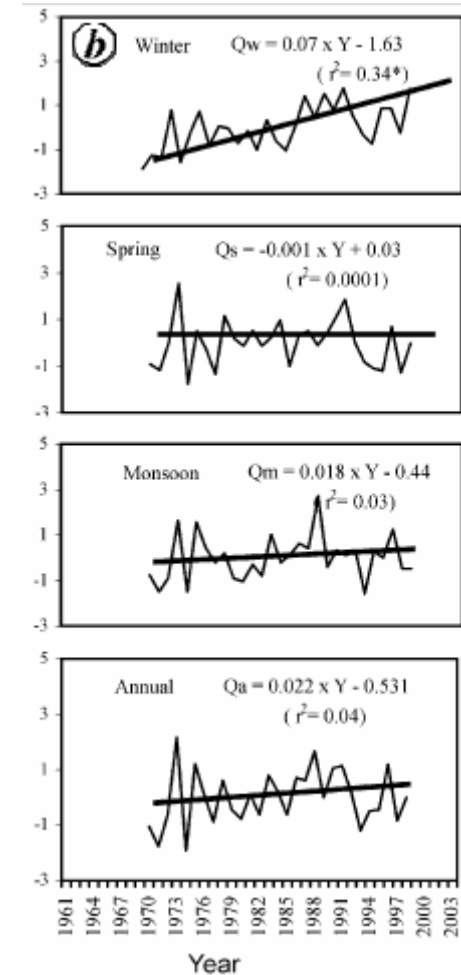 5
b Winter Qw = 0.07 x Y - 1.63
( r²= 0.34*)
3
1
-1
-3
5
Spring Qs = -0.001 x Y + 0.03
( r²= 0.0001)
3
1
-1
-3
5
Monsoon Qm = 0.018 x Y - 0.44
( r²= 0.03)
3
1
-1
-3
5
Annual Qa = 0.022 x Y - 0.531
( r²= 0.04)
3
1
-1
-3
1961 1964 1967 1970 1973 1976 1979 1982 1985 1988 1991 1994 1997 2000 2003
Year